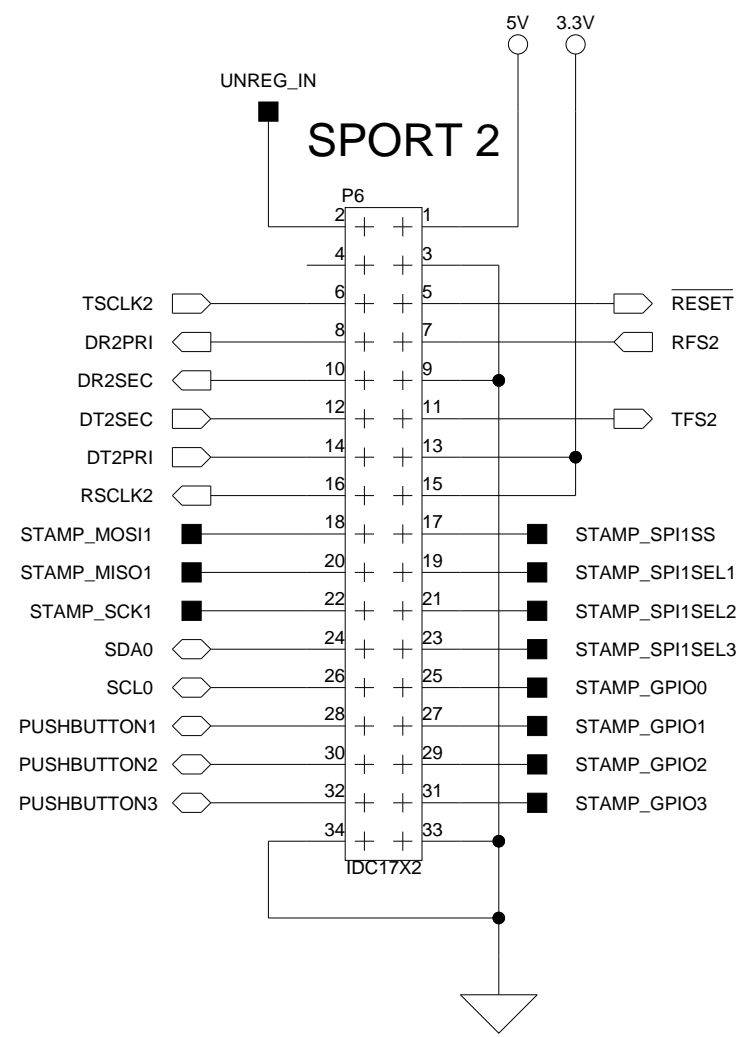 5V 3.3V
UNREG_IN
SPORT 2
P6
2 1
4 3
TSCLK2 6 5 RESET
DR2PRI 8 7 RFS2
DR2SEC 10 9
DT2SEC 12 11 TFS2
DT2PRI 14 13
RSCLK2 16 15
STAMP_MOSI1 18 17 STAMP_SPI1SS
STAMP_MISO1 20 19 STAMP_SPI1SEL1
STAMP_SCK1 22 21 STAMP_SPI1SEL2
SDA0 24 23 STAMP_SPI1SEL3
SCL0 26 25 STAMP_GPIO0
PUSHBUTTON1 28 27 STAMP_GPIO1
PUSHBUTTON2 30 29 STAMP_GPIO2
PUSHBUTTON3 32 31 STAMP_GPIO3
34 33
IDC17X2